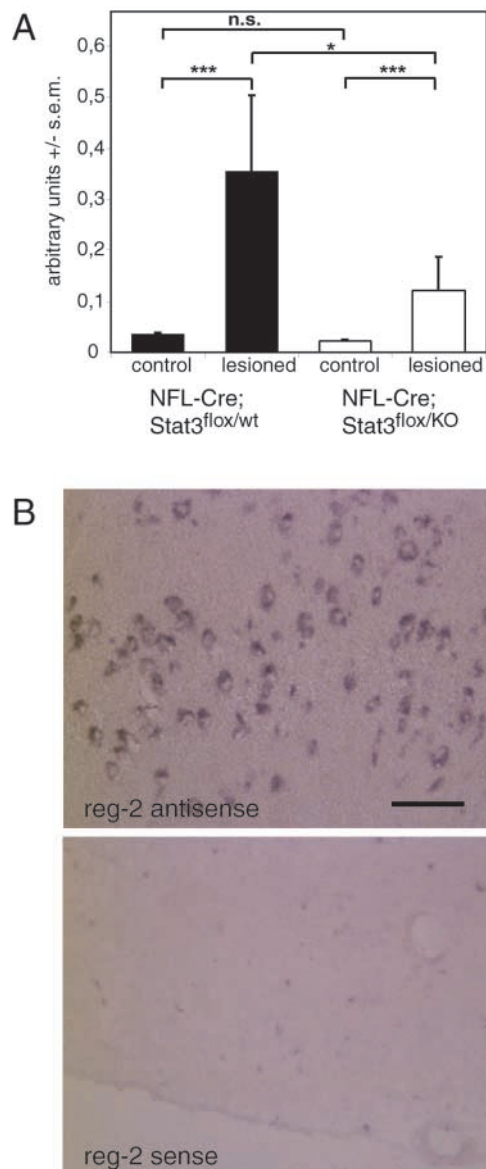 A
n.s.
*
***
***
arbitrary units +/- s.e.m.
0,6
0,5
0,4
0,3
0,2
0,1
0
control lesioned control lesioned
NFL-Cre; NFL-Cre;
Stat3flox/wt Stat3flox/KO
B
reg-2 antisense
reg-2 sense